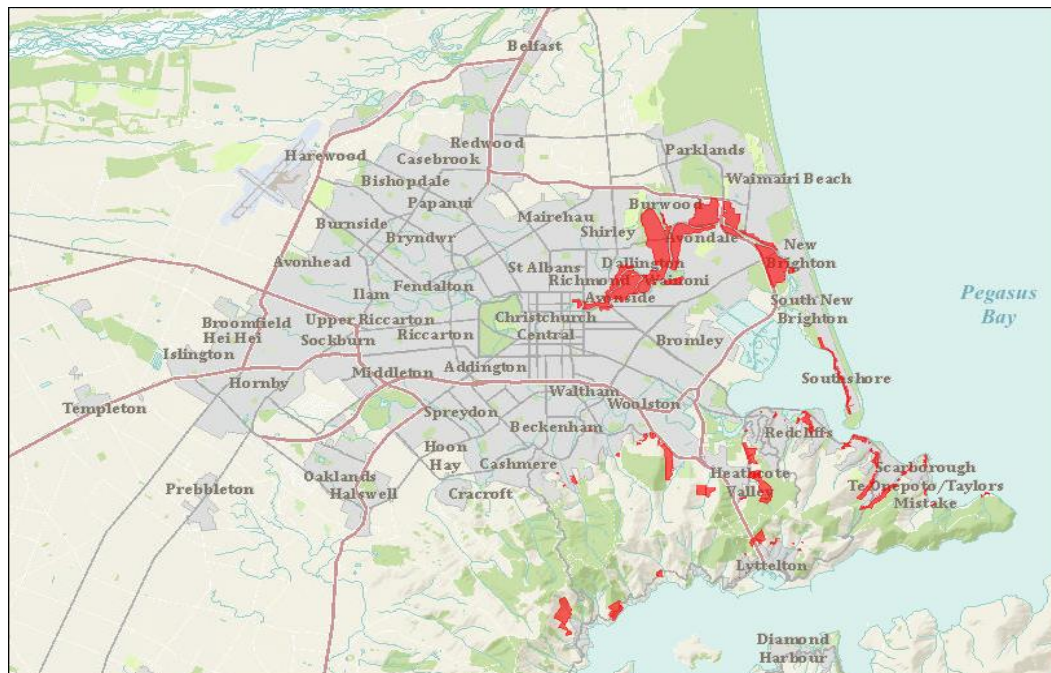 Belfast
Redwood
Parklands
Harewood
Casebrook
Waimairi Beach
Bishopdale
Burwood
Papanui
Mairehau
Burnside
Shirley
Bryndwr
Avondale
New
Brighton
Avonhead
St Albans
Dallington
Richmond
Wainoni
Ilam
Fendalton
Avonside
Pegasus
Bay
South New
Brighton
Broomfield
Hei Hei
Upper Riccarton
Christchurch
Central
Sockburn
Riccarton
Bromley
Islington
Addington
Middleton
Southshore
Hornby
Waltham
Templeton
Spreydon
Woolston
Beckenham
Redcliffs
Hoon
Hay
Cashmere
Heathcote
Valley
Scarborough
Te Onepoto/Taylors
Mistake
Oaklands
Halswell
Prebbleton
Cracroft
Lyttelton
Diamond
Harbour